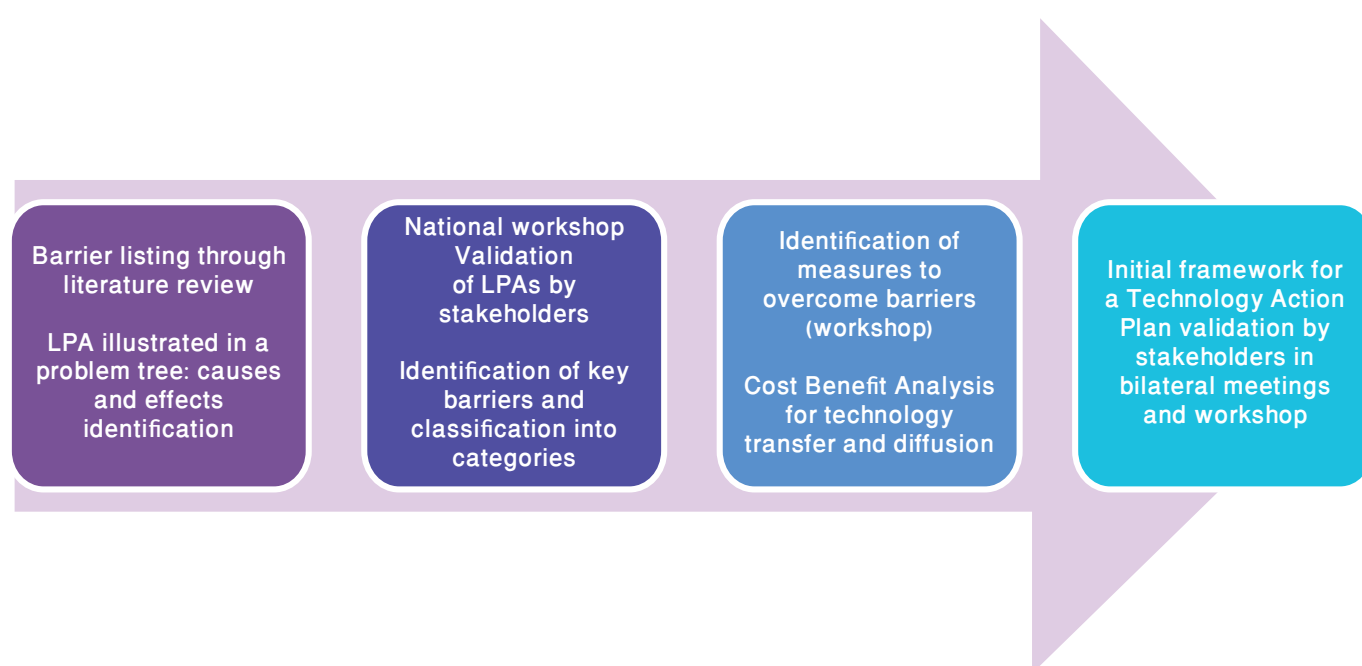 Barrier listing through
literature review
LPA illustrated in a
problem tree: causes
and effects
identification
National workshop
Validation
of LPAs by
stakeholders
Identification of key
barriers and
classification into
categories
Identification of
measures to
overcome barriers
(workshop)
Cost Benefit Analysis
for technology
transfer and diffusion
Initial framework for
a Technology Action
Plan validation by
stakeholders in
bilateral meetings
and workshop